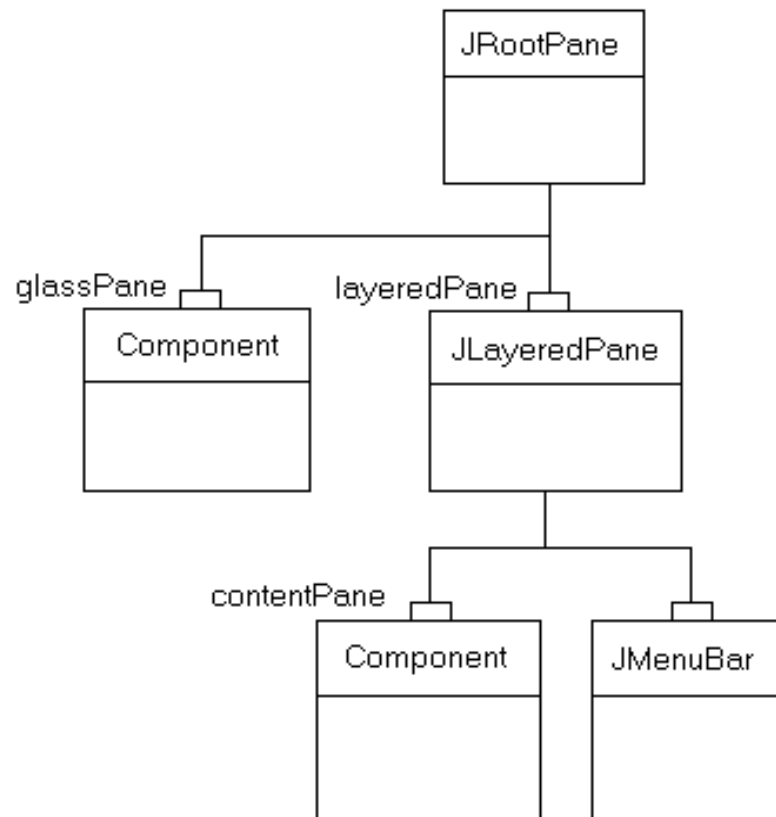 JRootPane
glassPane
layeredPane
Component
JLayeredPane
contentPane
Component
JMenuBar